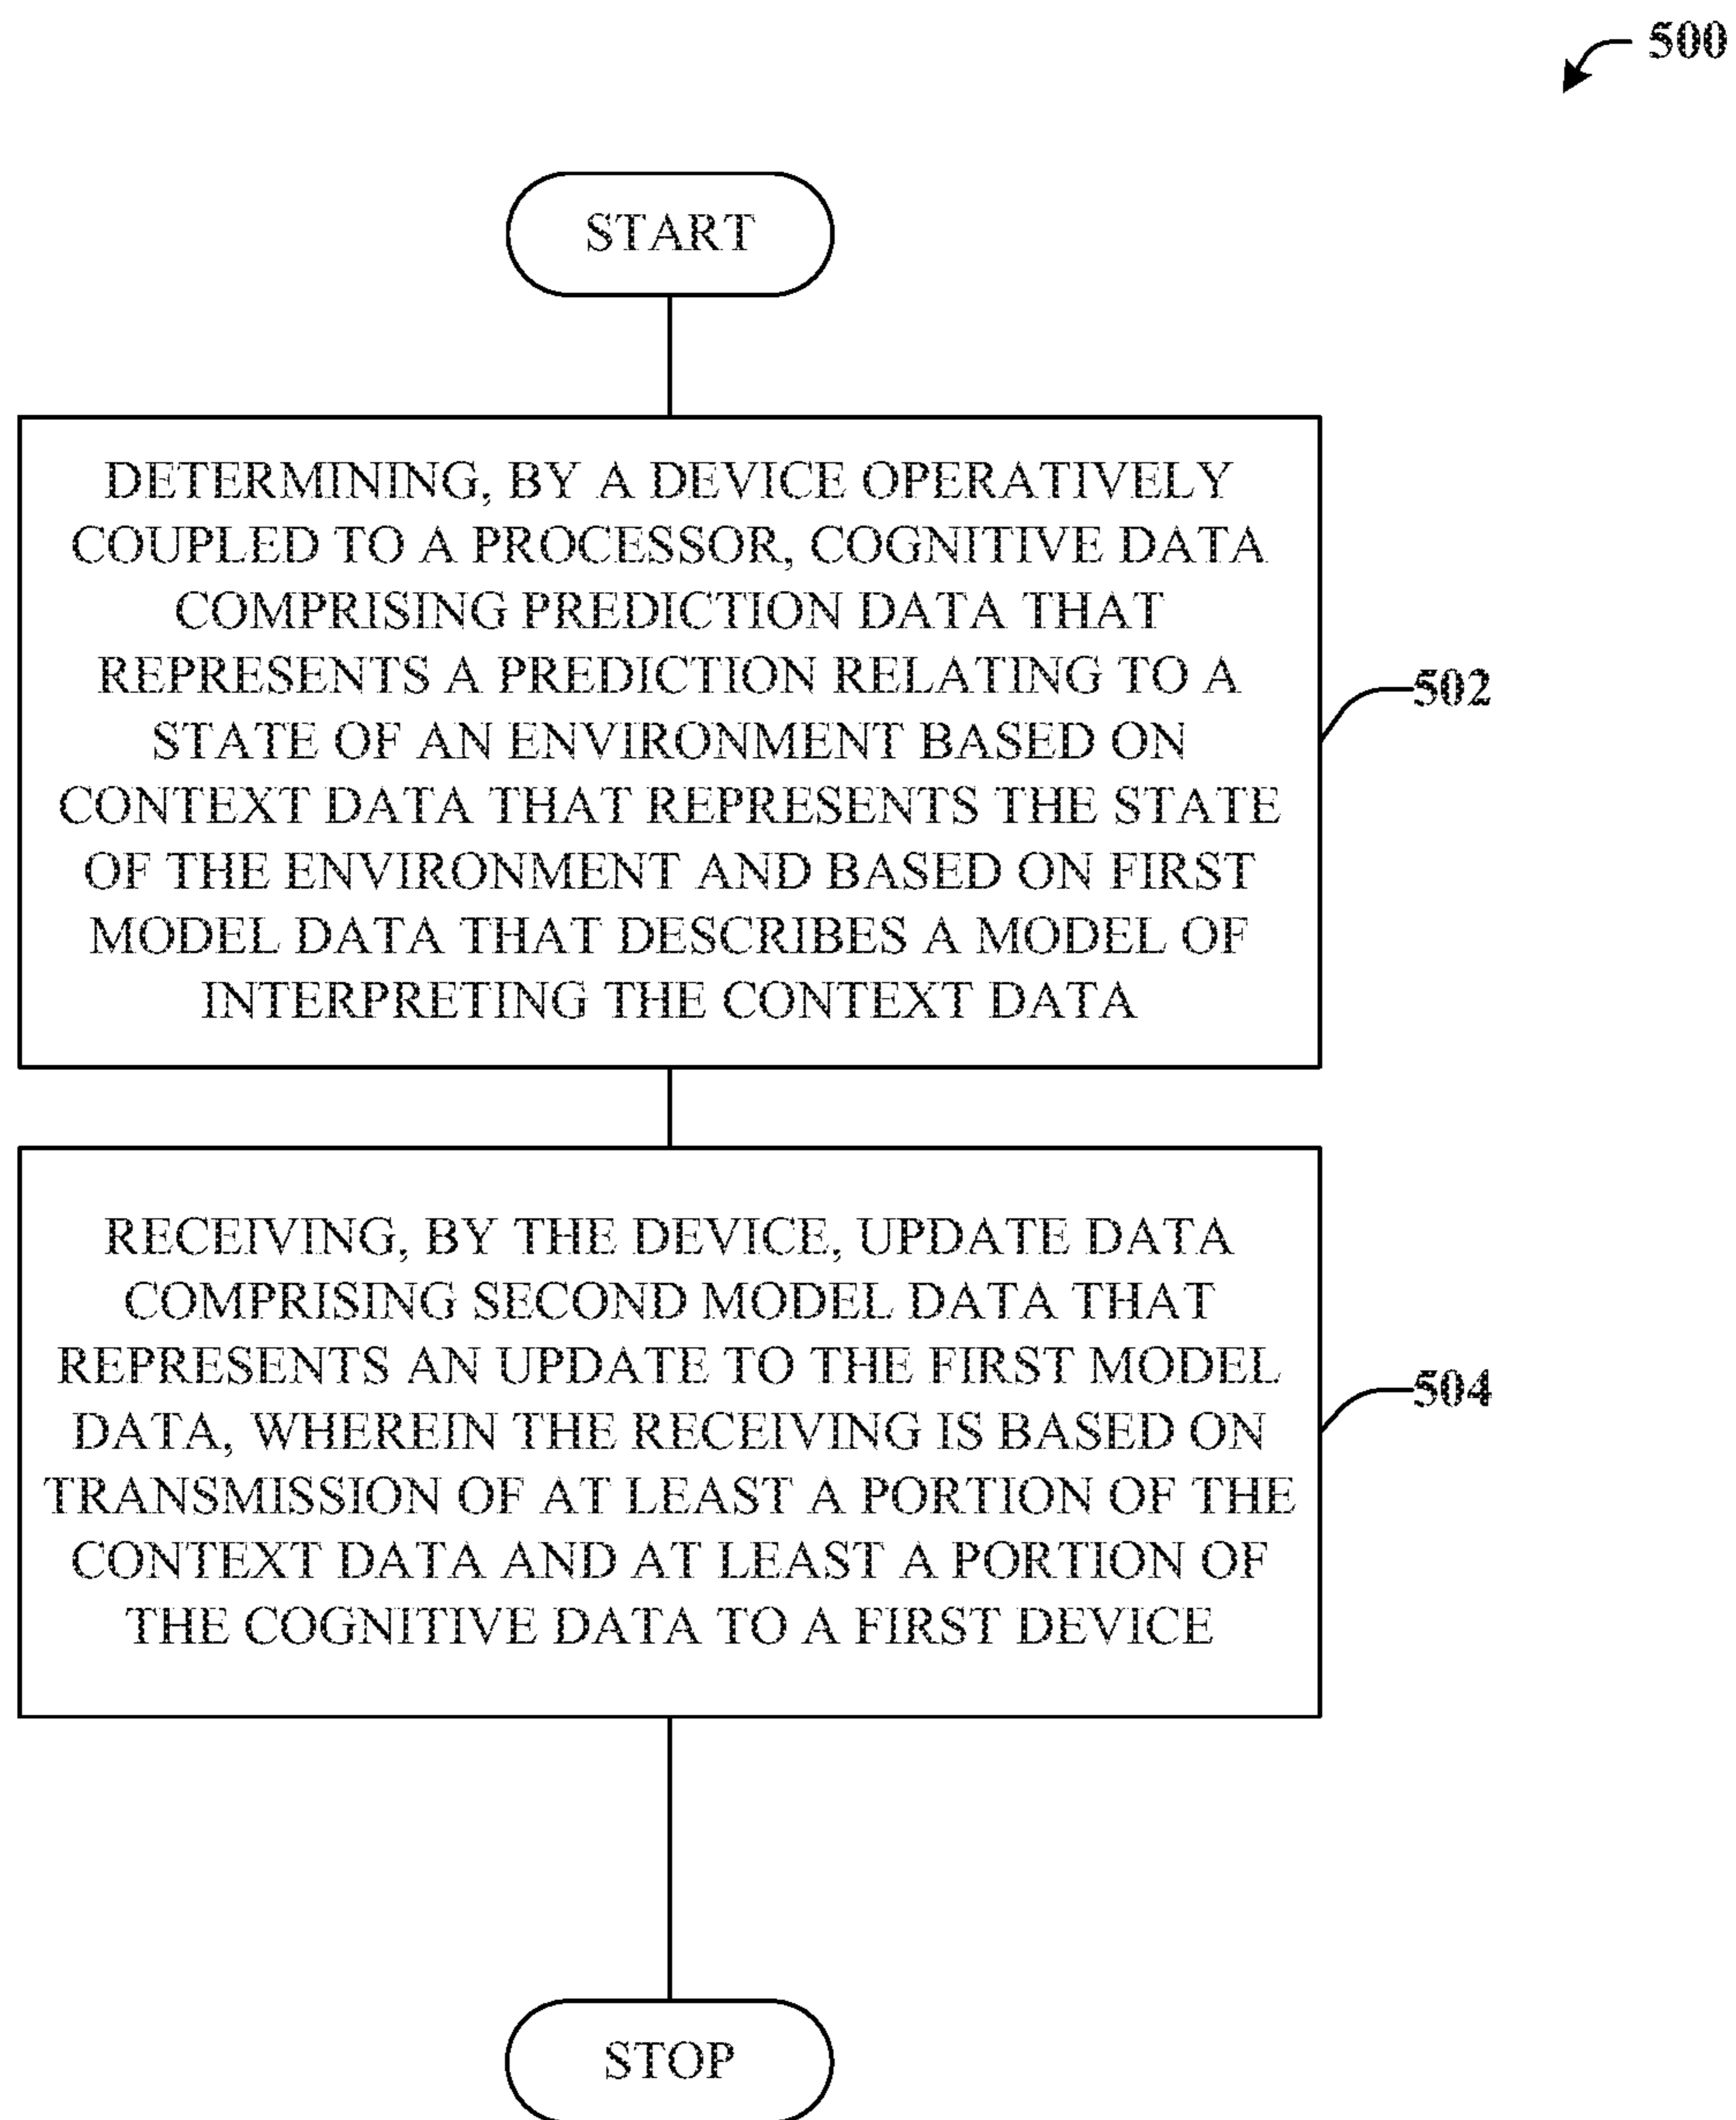 500
START
DETERMINING, BY A DEVICE OPERATIVELY
COUPLED TO A PROCESSOR, COGNITIVE DATA
COMPRISING PREDICTION DATA THAT
REPRESENTS A PREDICTION RELATING TO A
STATE OF AN ENVIRONMENT BASED ON
CONTEXT DATA THAT REPRESENTS THE STATE
OF THE ENVIRONMENT AND BASED ON FIRST
MODEL DATA THAT DESCRIBES A MODEL OF
INTERPRETING THE CONTEXT DATA
502
RECEIVING, BY THE DEVICE, UPDATE DATA
COMPRISING SECOND MODEL DATA THAT
REPRESENTS AN UPDATE TO THE FIRST MODEL
DATA, WHEREIN THE RECEIVING IS BASED ON
TRANSMISSION OF AT LEAST A PORTION OF THE
CONTEXT DATA AND AT LEAST A PORTION OF
THE COGNITIVE DATA TO A FIRST DEVICE
504
STOP